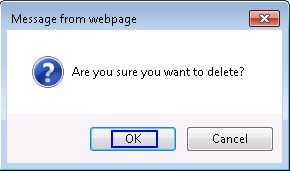 Message from webpage
Are you sure you want to delete?
OK
Cancel